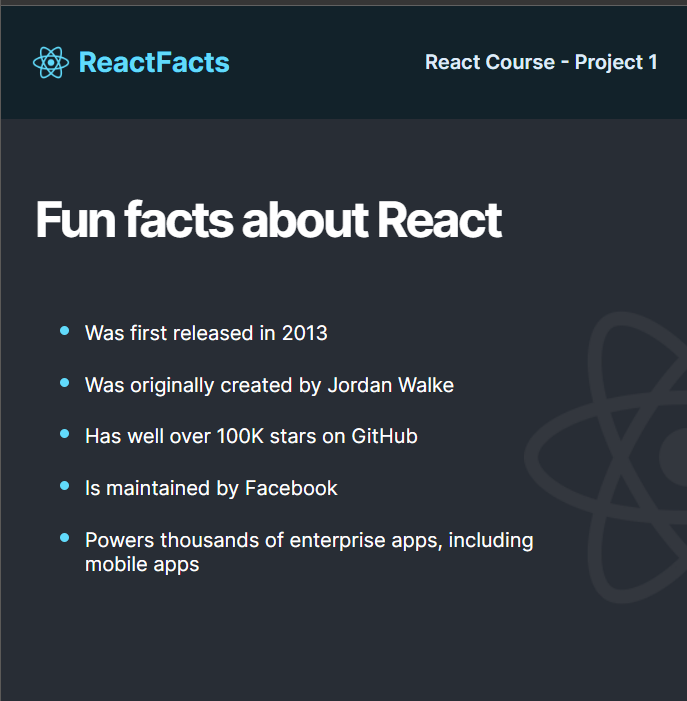 ReactFacts
React Course - Project 1
Fun facts about React
Was first released in 2013
Was originally created by Jordan Walke
Has well over 100K stars on GitHub
Is maintained by Facebook
Powers thousands of enterprise apps, including
mobile apps